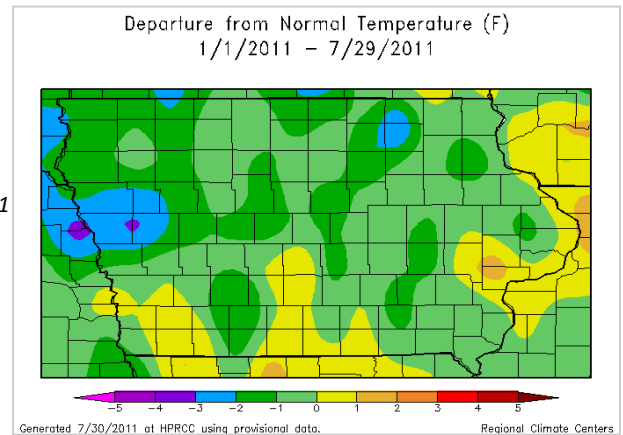 Departure from Normal Temperature (F)
1/1/2011 – 7/29/2011
1
-5 -4 -3 -2 -1 0 1 2 3 4 5
Generated 7/30/2011 at HPRCC using provisional data.
Regional Climate Centers